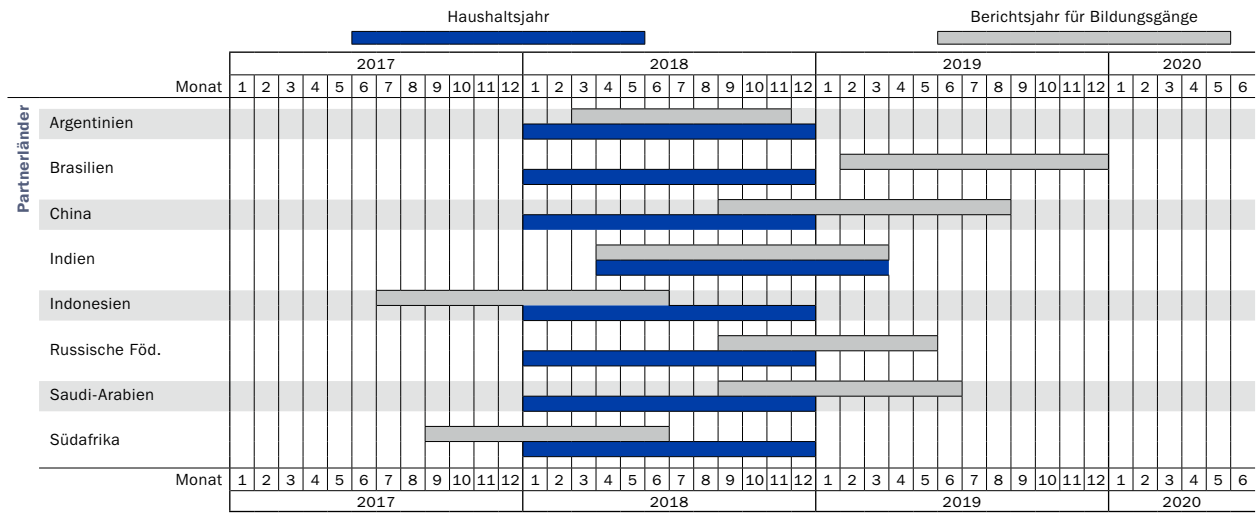 Haushaltsjahr Berichtsjahr für Bildungsgänge
2017 2018 2019 2020
Monat 1 2 3 4 5 6 7 8 9 10 11 12 1 2 3 4 5 6 7 8 9 10 11 12 1 2 3 4 5 6 7 8 9 10 11 12 1 2 3 4 5 6
Partnerländer
Argentinien
Brasilien
China
Indien
Indonesien
Russische Föd.
Saudi-Arabien
Südafrika
Monat 1 2 3 4 5 6 7 8 9 10 11 12 1 2 3 4 5 6 7 8 9 10 11 12 1 2 3 4 5 6 7 8 9 10 11 12 1 2 3 4 5 6
2017 2018 2019 2020